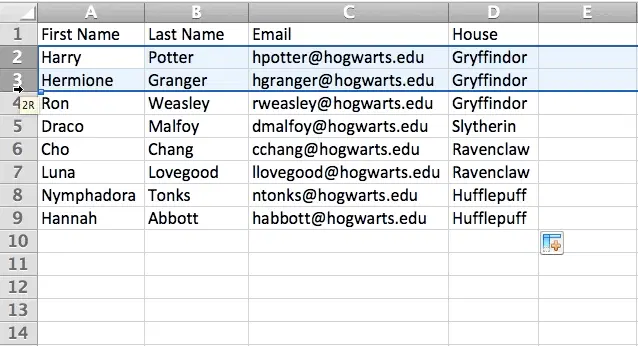 A B C D E
1 First Name Last Name Email House
2 Harry Potter hpotter@hogwarts.edu Gryffindor
3 Hermione Granger hgranger@hogwarts.edu Gryffindor
4 Ron Weasley rweasley@hogwarts.edu Gryffindor
2R
5 Draco Malfoy dmalfoy@hogwarts.edu Slytherin
6 Cho Chang cchang@hogwarts.edu Ravenclaw
7 Luna Lovegood llovegood@hogwarts.edu Ravenclaw
8 Nymphadora Tonks ntonks@hogwarts.edu Hufflepuff
9 Hannah Abbott habbott@hogwarts.edu Hufflepuff
10
11
12
13
14